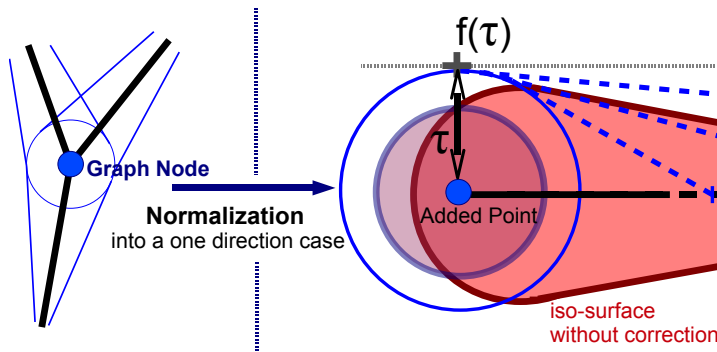 Graph Node
Normalization
into a one direction case
f(τ)
τ
Added Point
iso-surface
without correction